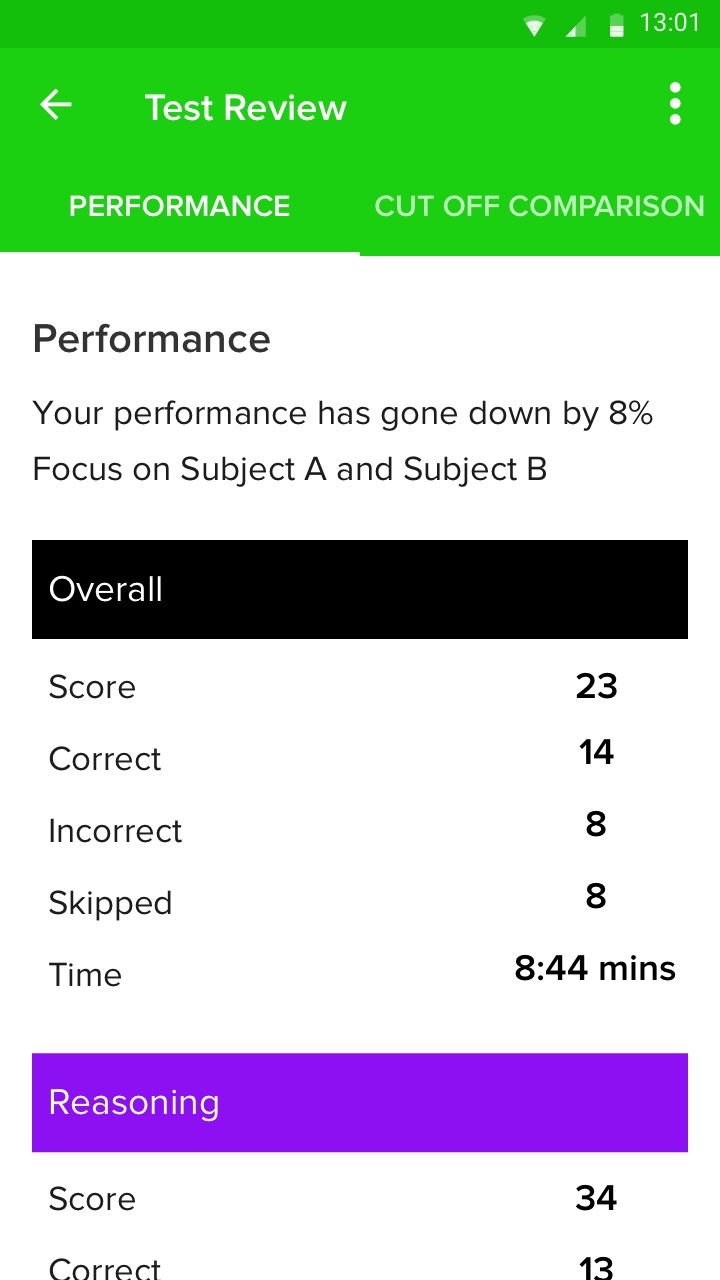 13:01
Test Review
PERFORMANCE CUT OFF COMPARISON
Performance
Your performance has gone down by 8%
Focus on Subject A and Subject B
Overall
Score 23
Correct 14
Incorrect 8
Skipped 8
Time 8:44 mins
Reasoning
Score 34
Correct 13